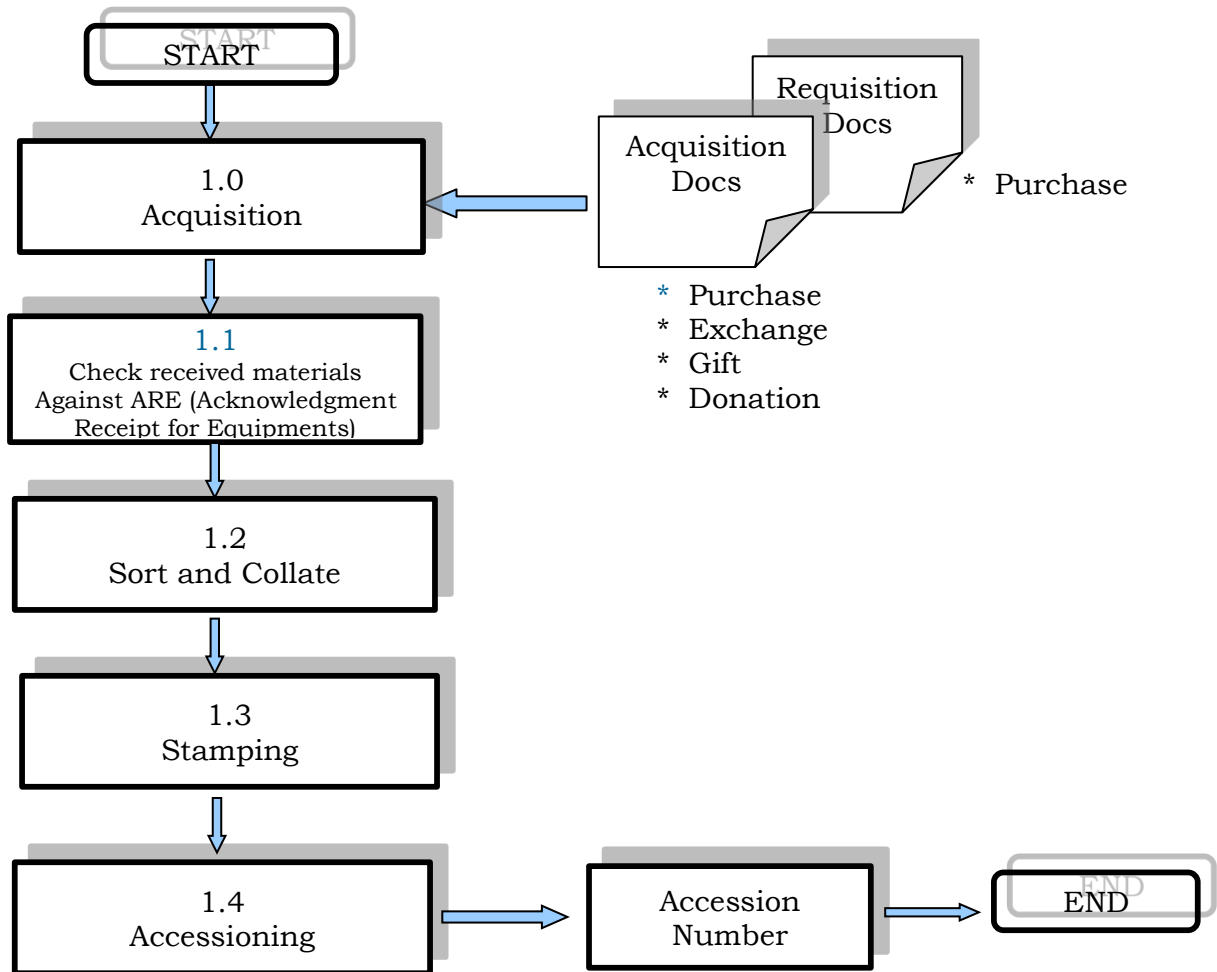 START
Requisition
Docs
* Purchase
Acquisition
Docs
* Purchase
* Exchange
* Gift
* Donation
1.0
Acquisition
1.1
Check received materials
Against ARE (Acknowledgment
Receipt for Equipments)
1.2
Sort and Collate
1.3
Stamping
1.4
Accessioning
Accession
Number
END